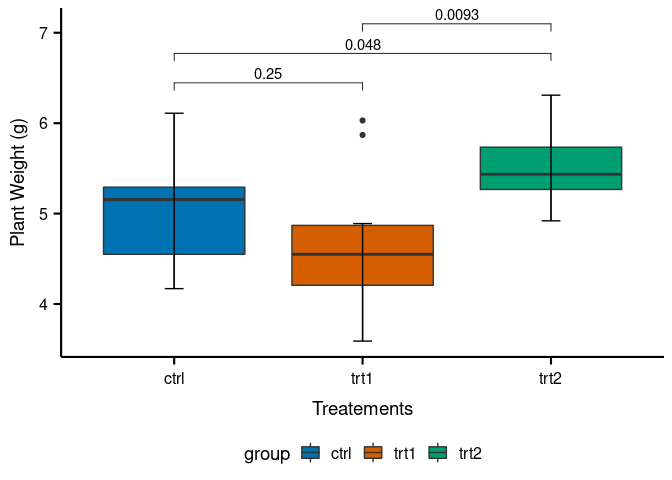 0.0093
7
0.048
0.25
6
5
4
Plant Weight (g)
ctrl trt1 trt2
Treatements
group ctrl trt1 trt2